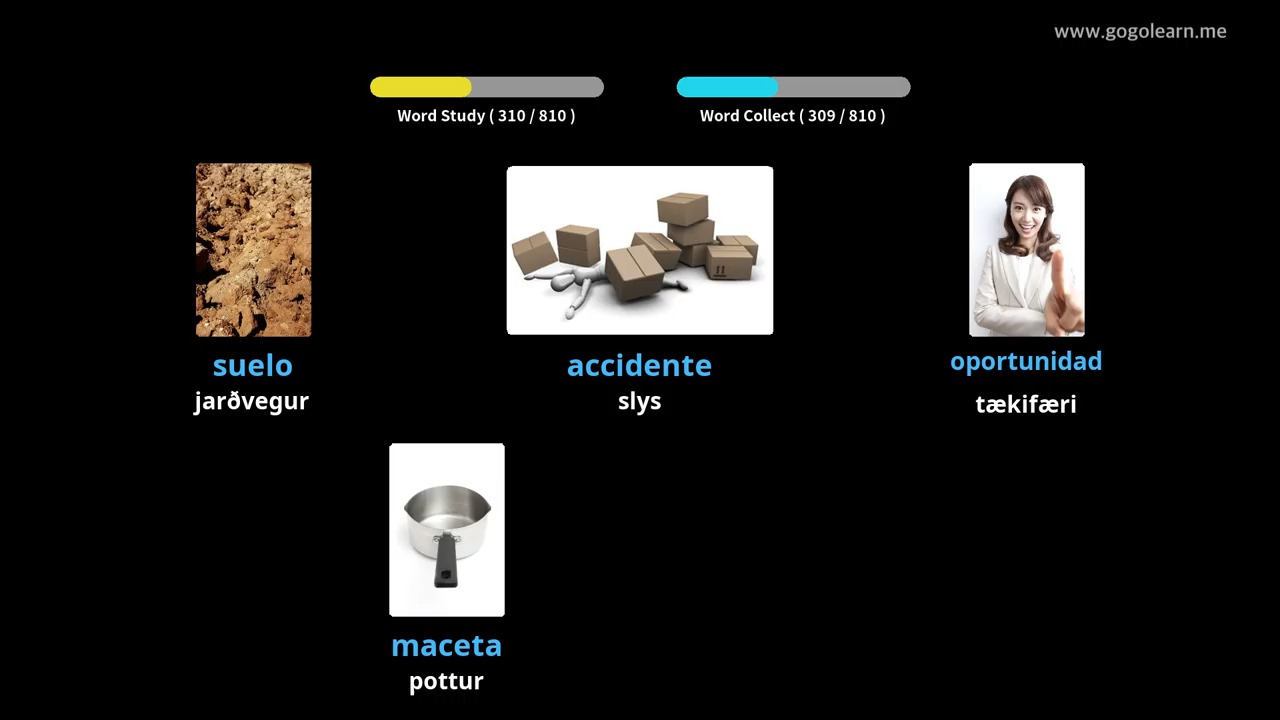 www.gogolearn.me
Word Study ( 310 / 810 )
Word Collect ( 309 / 810 )
suelo
jarðvegur
accidente
slys
oportunidad
tækifæri
maceta
pottur